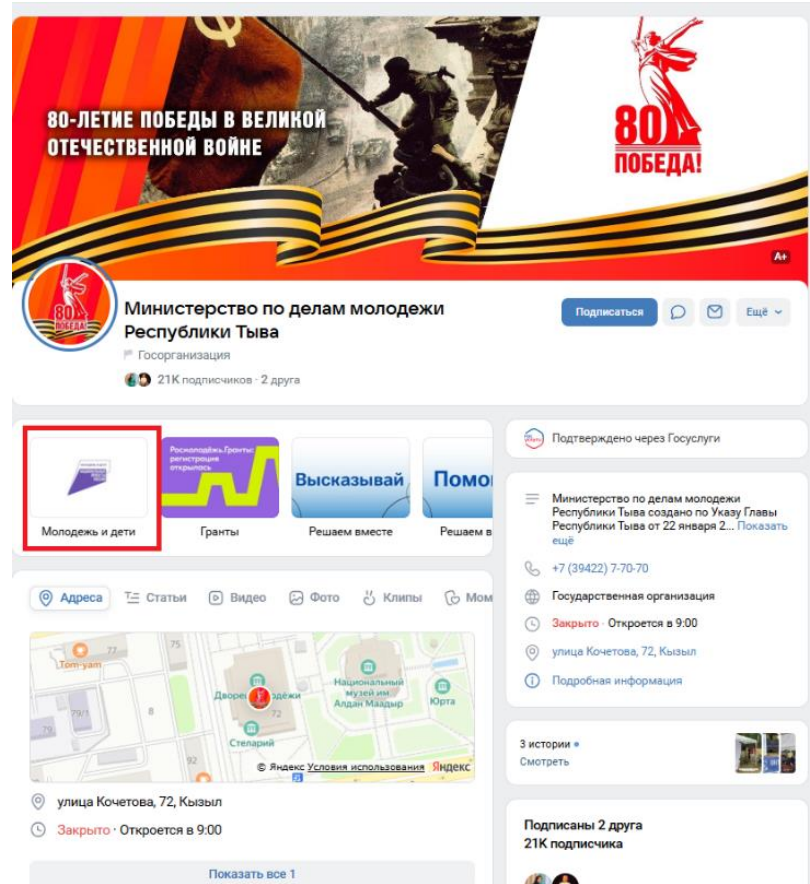 80-ЛЕТИЕ ПОБЕДЫ В ВЕЛИКОЙ
ОТЕЧЕСТВЕННОЙ ВОЙНЕ
80
ПОБЕДА!
A+
80
ПОБЕДА!
Министерство по делам молодежи
Республики Тыва
Госорганизация
21K подписчиков · 2 друга
Подписаться
Ещё
Росмолодёжь.Гранты:
регистрация
открылась
Высказывай
Помо
Молодежь и дети
Гранты
Решаем вместе
Решаем в
Подтверждено через Госуслуги
Министерство по делам молодежи
Республики Тыва создано по Указу Главы
Республики Тыва от 22 января 2... Показать
ещё
+7 (39422) 7-70-70
Государственная организация
Закрыто · Откроется в 9:00
улица Кочетова, 72, Кызыл
Подробная информация
Адреса
Статьи
Видео
Фото
Клипы
Мом
77
75
Tom-yam
79/1
8
79
92
72
Национальный
музей им.
Алдан Маадыр
Юрта
Стеларий
© Яндекс Условия использования Яндекс
улица Кочетова, 72, Кызыл
Закрыто · Откроется в 9:00
Показать все 1
3 истории
Смотреть
Подписаны 2 друга
21K подписчика